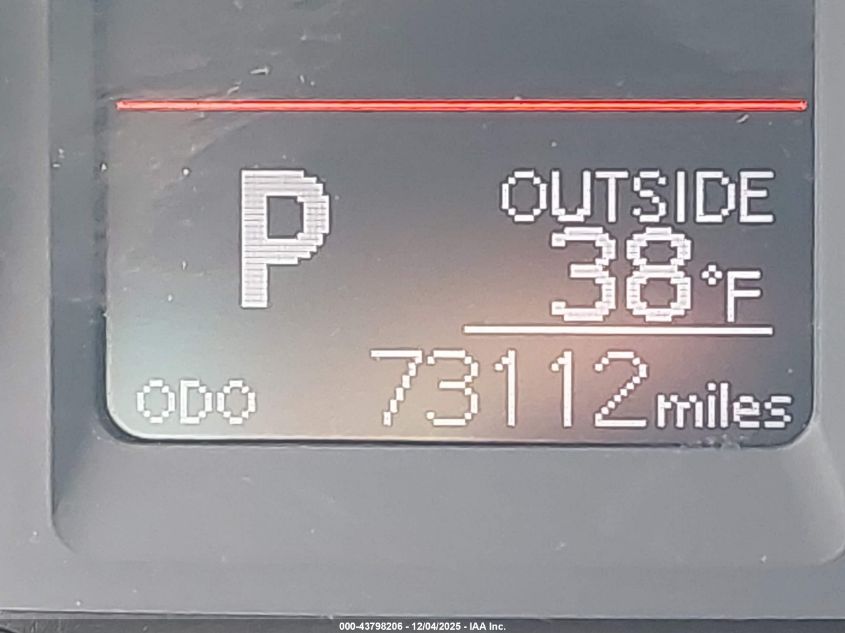 P
OUTSIDE
38°F
ODO 73112 miles
000-43798206 - 12/04/2025 - IAA Inc.